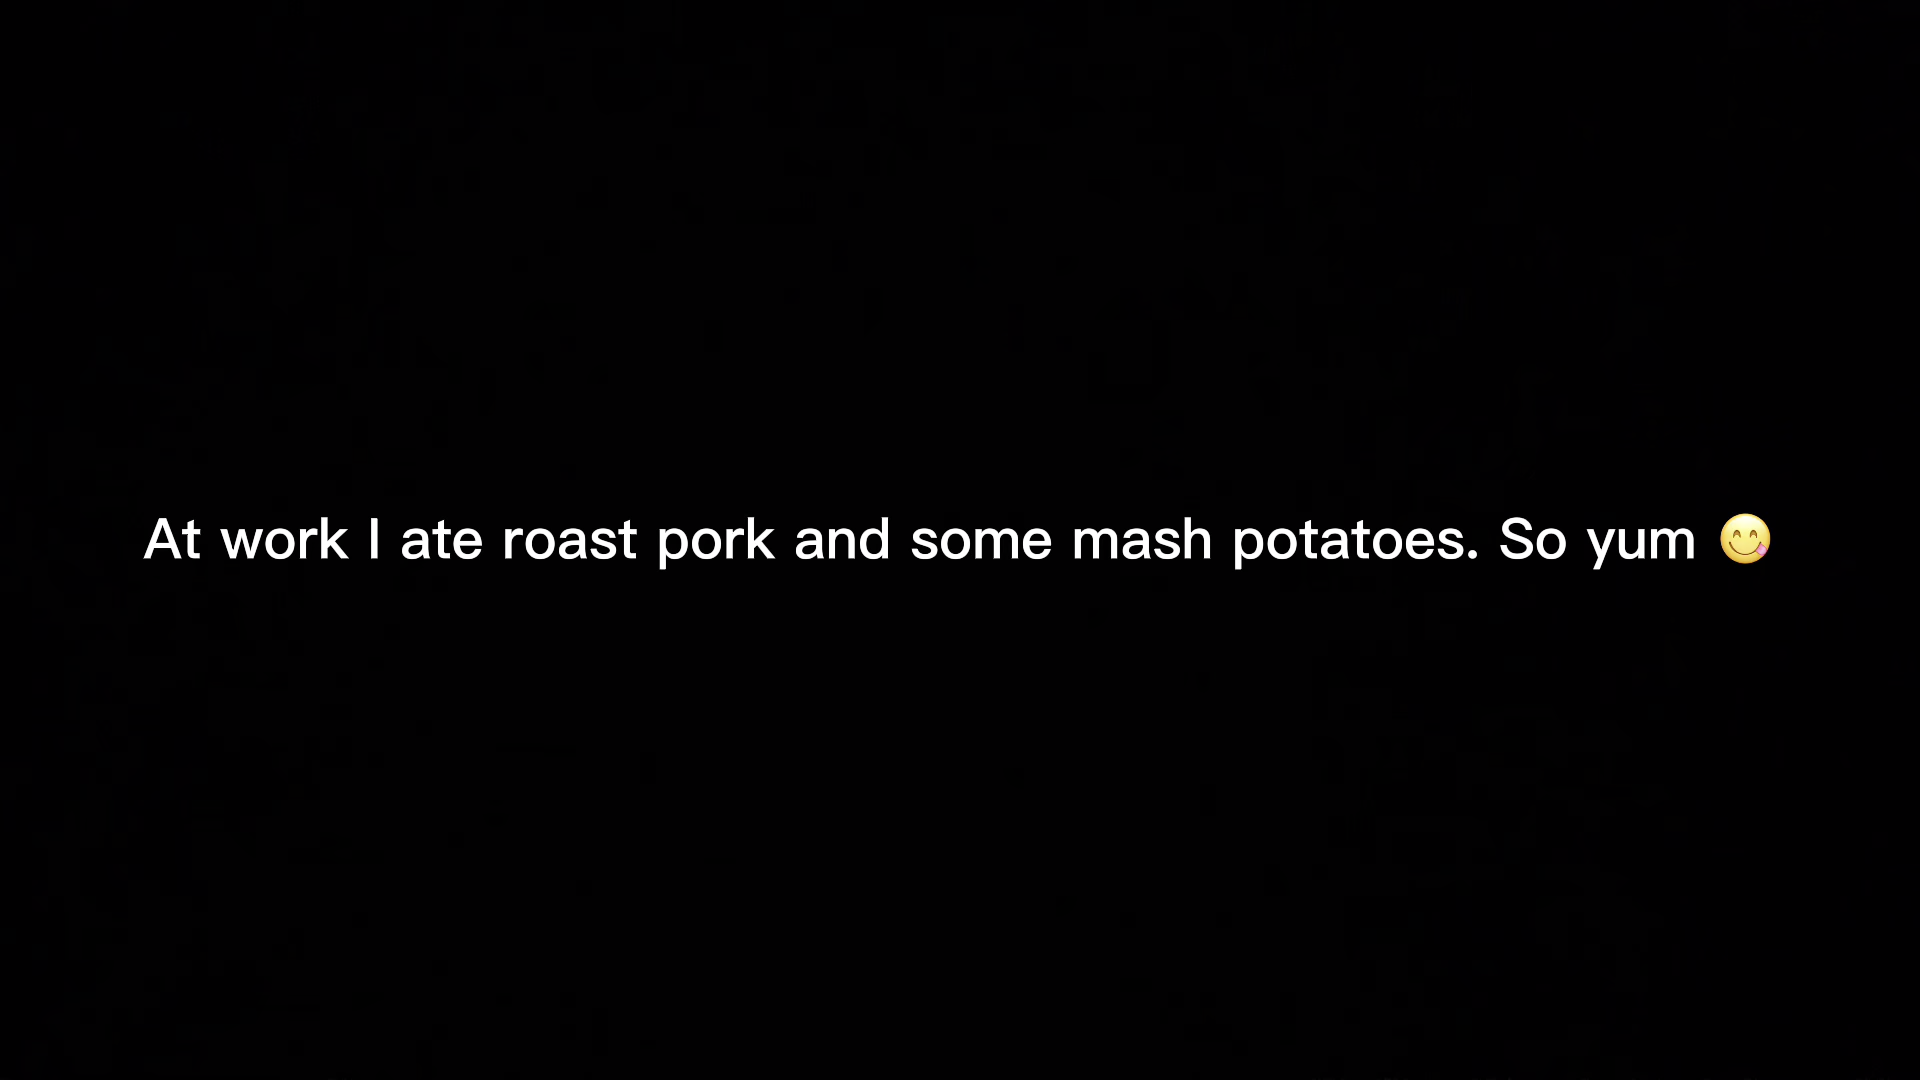 At work I ate roast pork and some mash potatoes. So yum 😋